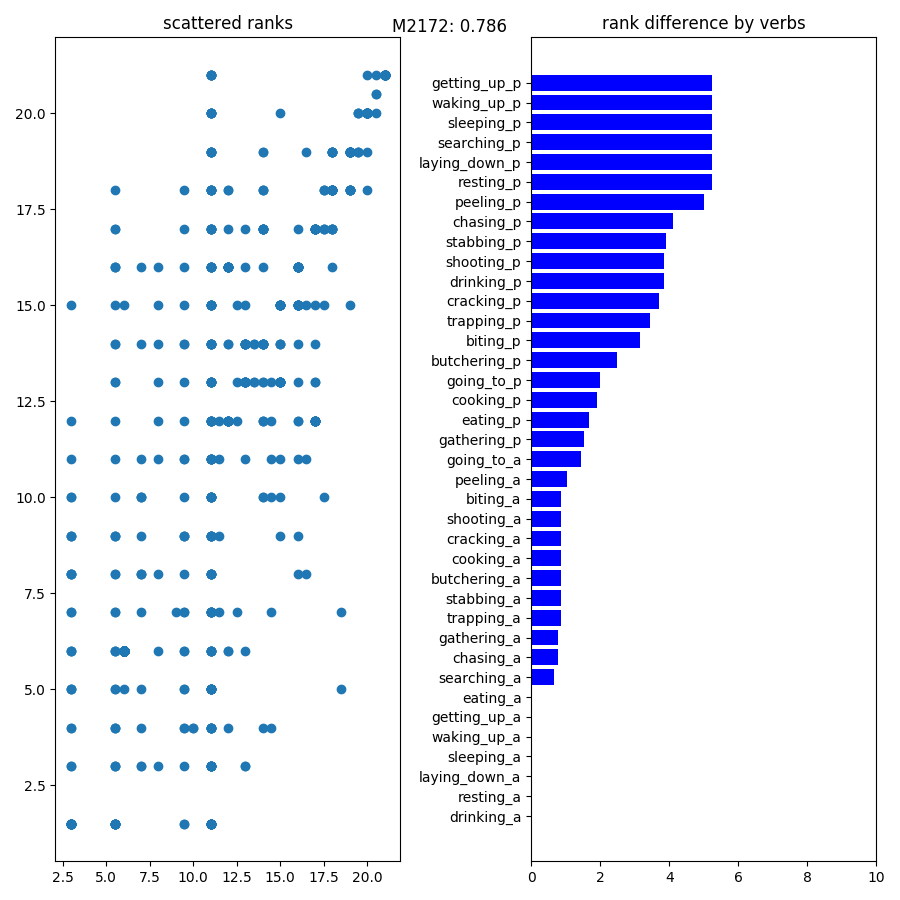 M2172: 0.786
scattered ranks
20.0
17.5
15.0
12.5
10.0
7.5
5.0
2.5
2.5 5.0 7.5 10.0 12.5 15.0 17.5 20.0
rank difference by verbs
getting_up_p
waking_up_p
sleeping_p
searching_p
laying_down_p
resting_p
peeling_p
chasing_p
stabbing_p
shooting_p
drinking_p
cracking_p
trapping_p
biting_p
butchering_p
going_to_p
cooking_p
eating_p
gathering_p
going_to_a
peeling_a
biting_a
shooting_a
cracking_a
cooking_a
butchering_a
stabbing_a
trapping_a
gathering_a
chasing_a
searching_a
eating_a
getting_up_a
waking_up_a
sleeping_a
laying_down_a
resting_a
drinking_a
0 2 4 6 8 10